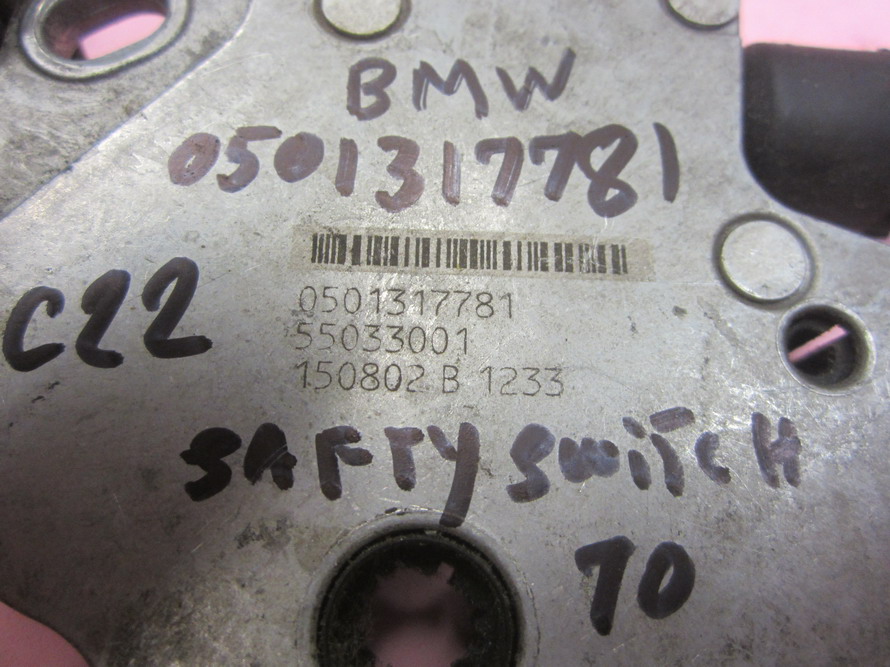 BMW
0501317781
0501317781
C22
55033001
150802 B 1233
SAFTY SWITCH
70